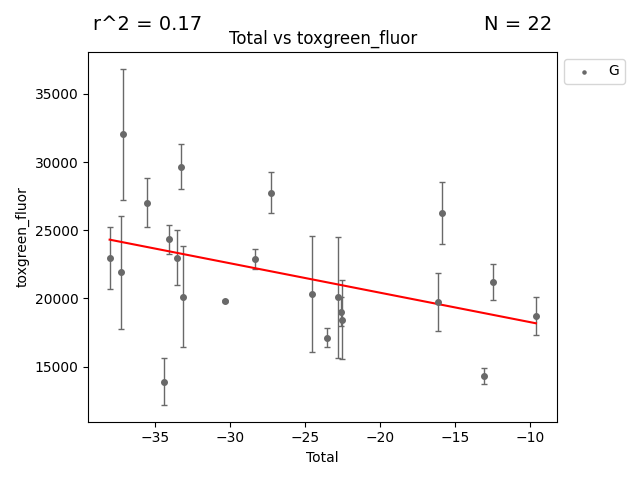 r^2 = 0.17
N = 22
Total vs toxgreen_fluor
G
35000
30000
25000
20000
15000
toxgreen_fluor
−35
−30
−25
−20
−15
−10
Total